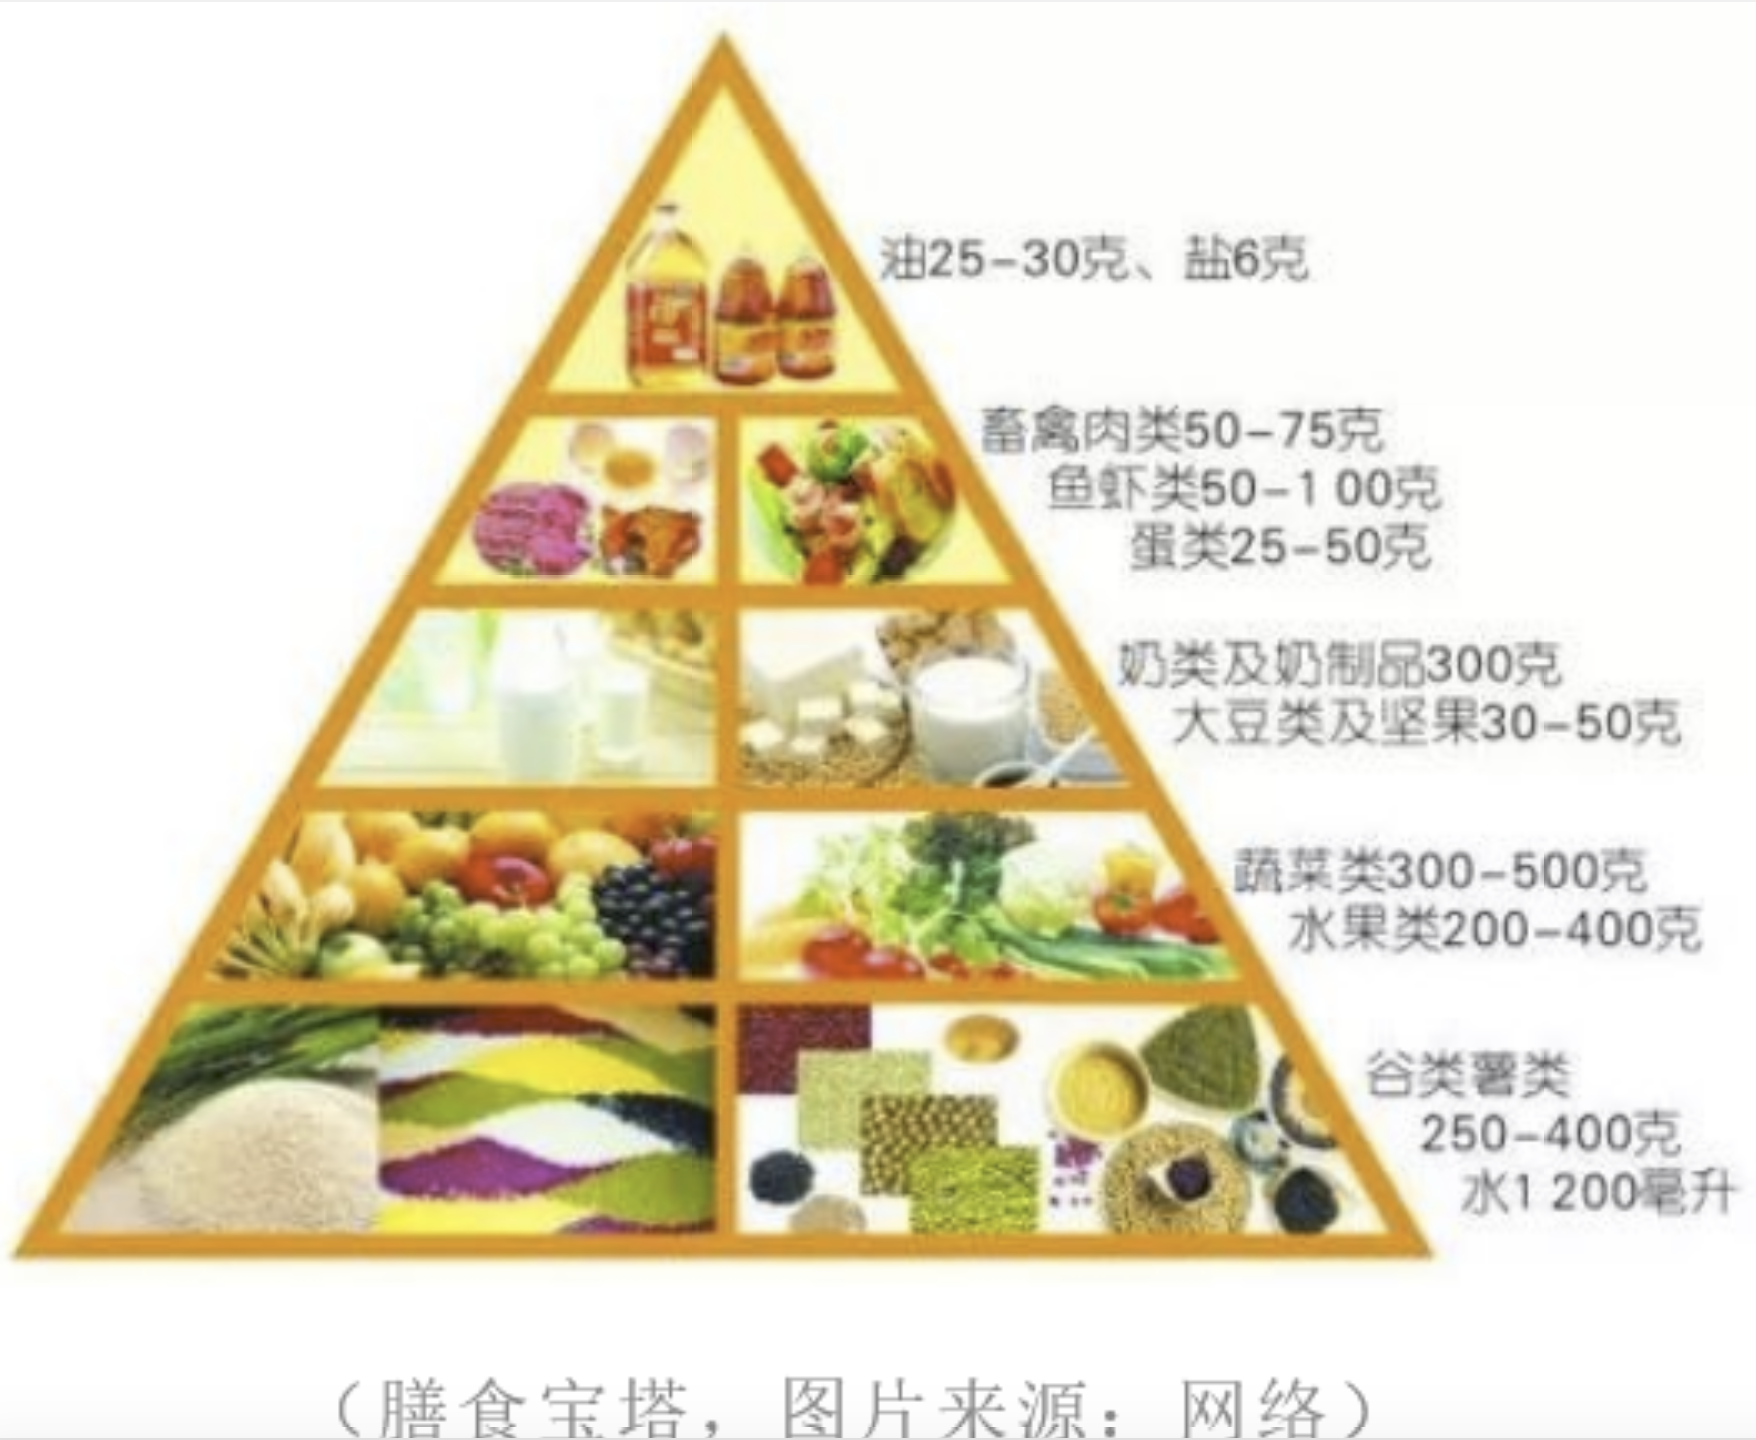 油25-30克、盐6克
畜禽肉类50-75克
鱼虾类50-100克
蛋类25-50克
奶类及奶制品300克
大豆类及坚果30-50克
蔬菜类300-500克
水果类200-400克
谷类薯类
250-400克
水1200毫升
（膳食宝塔，图片来源：网络）